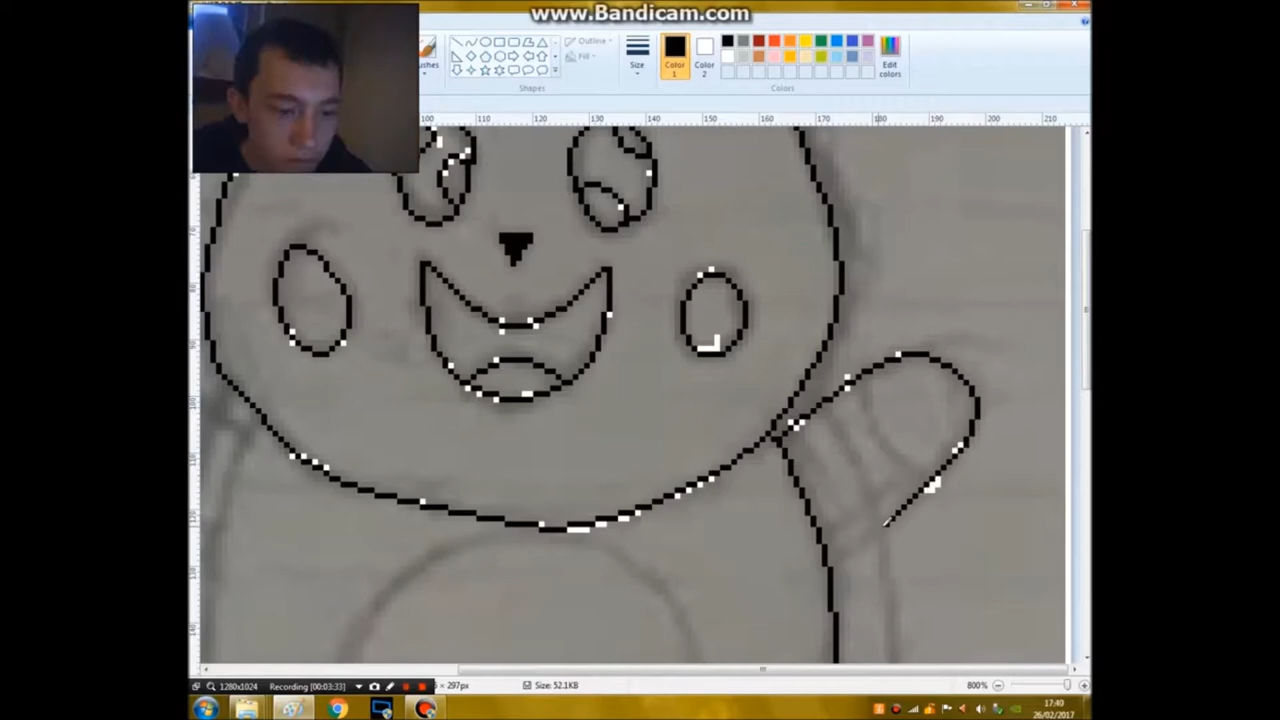 www.Bandicam.com
ushes
Shapes
Outline
Fill
Size
Color 1
Color 2
Edit colors
Colors
100 110 120 130 140 150 160 170 180 190 200 210
1280x1024 Recording [00:03:33]
× 297px
Size: 52.1KB
800%
17:40
26/02/2017